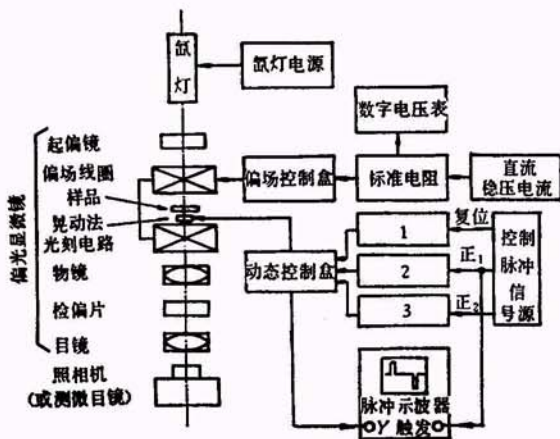 氙
灯
氙灯电源
数字电压表
起偏镜
偏场线圈
样品
晃动法
光刻电路
物镜
检偏片
目镜
照相机
(或测微目镜)
偏光显微镜
偏场控制盒
标准电阻
直流
稳压电流
动态控制盒
1
2
3
复位
正₁
正₂
控制
脉冲
信号源
脉冲示波器
Y 触发